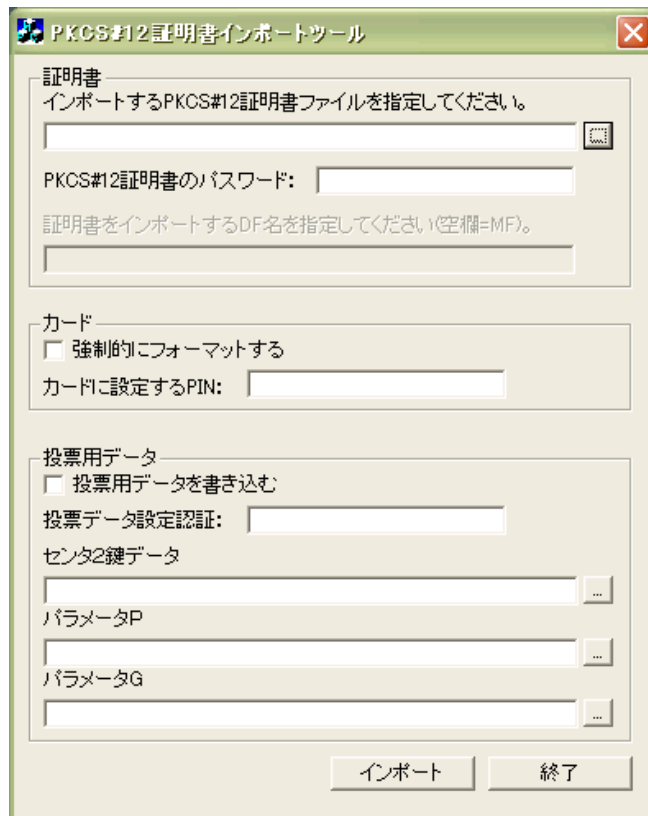 PKCS#12証明書インポートツール
証明書
インポートするPKCS#12証明書ファイルを指定してください。
...
PKCS#12証明書のパスワード:
証明書をインポートするDF名を指定してください(空欄=MF)。
カード
強制的にフォーマットする
カードに設定するPIN:
投票用データ
投票用データを書き込む
投票データ設定認証:
センタ2鍵データ
...
パラメータP
...
パラメータG
...
インポート 終了